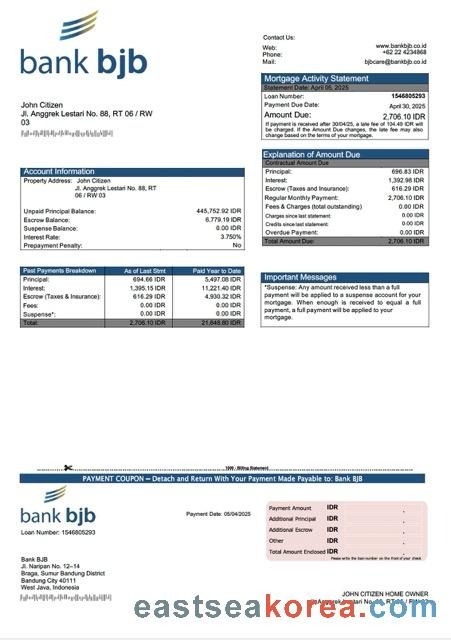 bank bjb
Contact Us:
Web: www.bankbjb.co.id
Phone: +62 22 4234868
Mail: bjbcare@bankbjb.co.id
Mortgage Activity Statement
Statement Date: April 05, 2025
Loan Number: 1546805293
Payment Due Date: April 30, 2025
Amount Due: 2,706.10 IDR
If payment is received after 30/04/25, a late fee of 104.49 IDR will
be charged. If the Amount Due changes, the late fee may also
change based on the terms of your mortgage.
John Citizen
Jl. Anggrek Lestari No. 88, RT 06 / RW
03
Explanation of Amount Due
Contractual Amount Due
Principal: 696.83 IDR
Interest: 1,392.98 IDR
Escrow (Taxes and Insurance): 616.29 IDR
Regular Monthly Payment: 2,706.10 IDR
Fees & Charges (total outstanding) 0.00 IDR
Charges since last statement: 0.00 IDR
Credits since last statement: 0.00 IDR
Overdue Payment: 0.00 IDR
Total Amount Due: 2,706.10 IDR
Account Information
Property Address: John Citizen
Jl. Anggrek Lestari No. 88, RT
06 / RW 03
Unpaid Principal Balance: 445,752.92 IDR
Escrow Balance: 6,779.19 IDR
Suspense Balance: 0.00 IDR
Interest Rate: 3.750%
Prepayment Penalty: No
Past Payments Breakdown As of Last Stmt Paid Year to Date
Principal: 694.66 IDR 5,497.08 IDR
Interest: 1,395.15 IDR 11,221.40 IDR
Escrow (Taxes & Insurance): 616.29 IDR 4,930.32 IDR
Fees: 0.00 IDR 0.00 IDR
Suspense*: 0.00 IDR 0.00 IDR
Total: 2,706.10 IDR 21,648.80 IDR
Important Messages
*Suspense: Any amount received less than a full
payment will be applied to a suspense account for your
mortgage. When enough is received to equal a full
payment, a full payment will be applied to your
mortgage.
1099 - Billing Statement
PAYMENT COUPON – Detach and Return With Your Payment Made Payable to: Bank BJB
bank bjb
Loan Number: 1546805293
Payment Date: 05/04/2025
Payment Amount IDR .
Additional Principal IDR .
Additional Escrow IDR .
Other IDR .
Total Amount Enclosed IDR .
Please write the loan number on the front of your check.
Bank BJB
Jl. Naripan No. 12–14
Braga, Sumur Bandung District
Bandung City 40111
West Java, Indonesia
JOHN CITIZEN HOME OWNER
eastseakorea.com